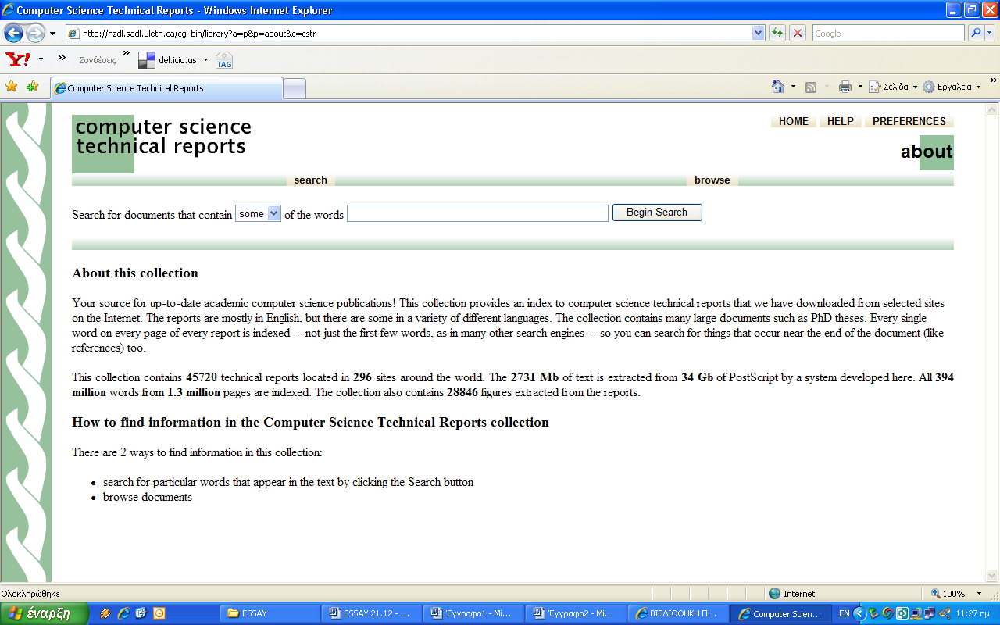 Computer Science Technical Reports - Windows Internet Explorer
http://nzdl.sadl.uleth.ca/cgi-bin/library?a=p&p=about&c=cstr
Google
Y! Συνδέσεις del.icio.us TAG
Computer Science Technical Reports
Σελίδα Εργαλεία
computer science
technical reports
HOME HELP PREFERENCES
about
search browse
Search for documents that contain some of the words Begin Search
About this collection
Your source for up-to-date academic computer science publications! This collection provides an index to computer science technical reports that we have downloaded from selected sites
on the Internet. The reports are mostly in English, but there are some in a variety of different languages. The collection contains many large documents such as PhD theses. Every single
word on every page of every report is indexed -- not just the first few words, as in many other search engines -- so you can search for things that occur near the end of the document (like
references) too.
This collection contains 45720 technical reports located in 296 sites around the world. The 2731 Mb of text is extracted from 34 Gb of PostScript by a system developed here. All 394
million words from 1.3 million pages are indexed. The collection also contains 28846 figures extracted from the reports.
How to find information in the Computer Science Technical Reports collection
There are 2 ways to find information in this collection:
• search for particular words that appear in the text by clicking the Search button
• browse documents
Ολοκληρώθηκε
Internet
100%
έναρξη
ESSAY
ESSAY 21.12 - ...
Έγγραφο1 - Mi...
Έγγραφο2 - Mi...
ΒΙΒΛΙΟΘΗΚΗ Π...
Computer Scien...
EN
11:27 πμ